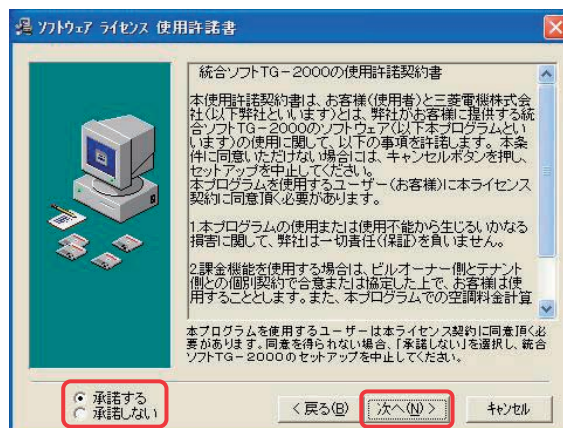 ソフトウェア ライセンス 使用許諾書
統合ソフトTG-2000の使用許諾契約書
本使用許諾契約書は、お客様(使用者)と三菱電機株式会
社(以下弊社といいます)とは、弊社がお客様に提供する統
合ソフトTG-2000のソフトウェア(以下本プログラムとい
います)の使用に関して、以下の事項を許諾します。 本条
件に同意いただけない場合には、キャンセルボタンを押し、
セットアップを中止してください。
本プログラムを使用するユーザー(お客様)に本ライセンス
契約に同意頂く必要があります。
1.本プログラムの使用または使用不能から生じるいかなる
損害に関して、弊社は一切責任(保証)を負いません。
2.課金機能を使用する場合は、ビルオーナー側とテナント
側との個別契約で合意または協定した上で、お客様は使
用することとします。また、本プログラムでの空調料金計算
本プログラムを使用するユーザーは本ライセンス契約に同意頂く必
要があります。同意を得られない場合、「承諾しない」を選択し、統合
ソフトTG-2000のセットアップを中止してください。
承諾する
承諾しない
< 戻る(B)
次へ(N) >
キャンセル